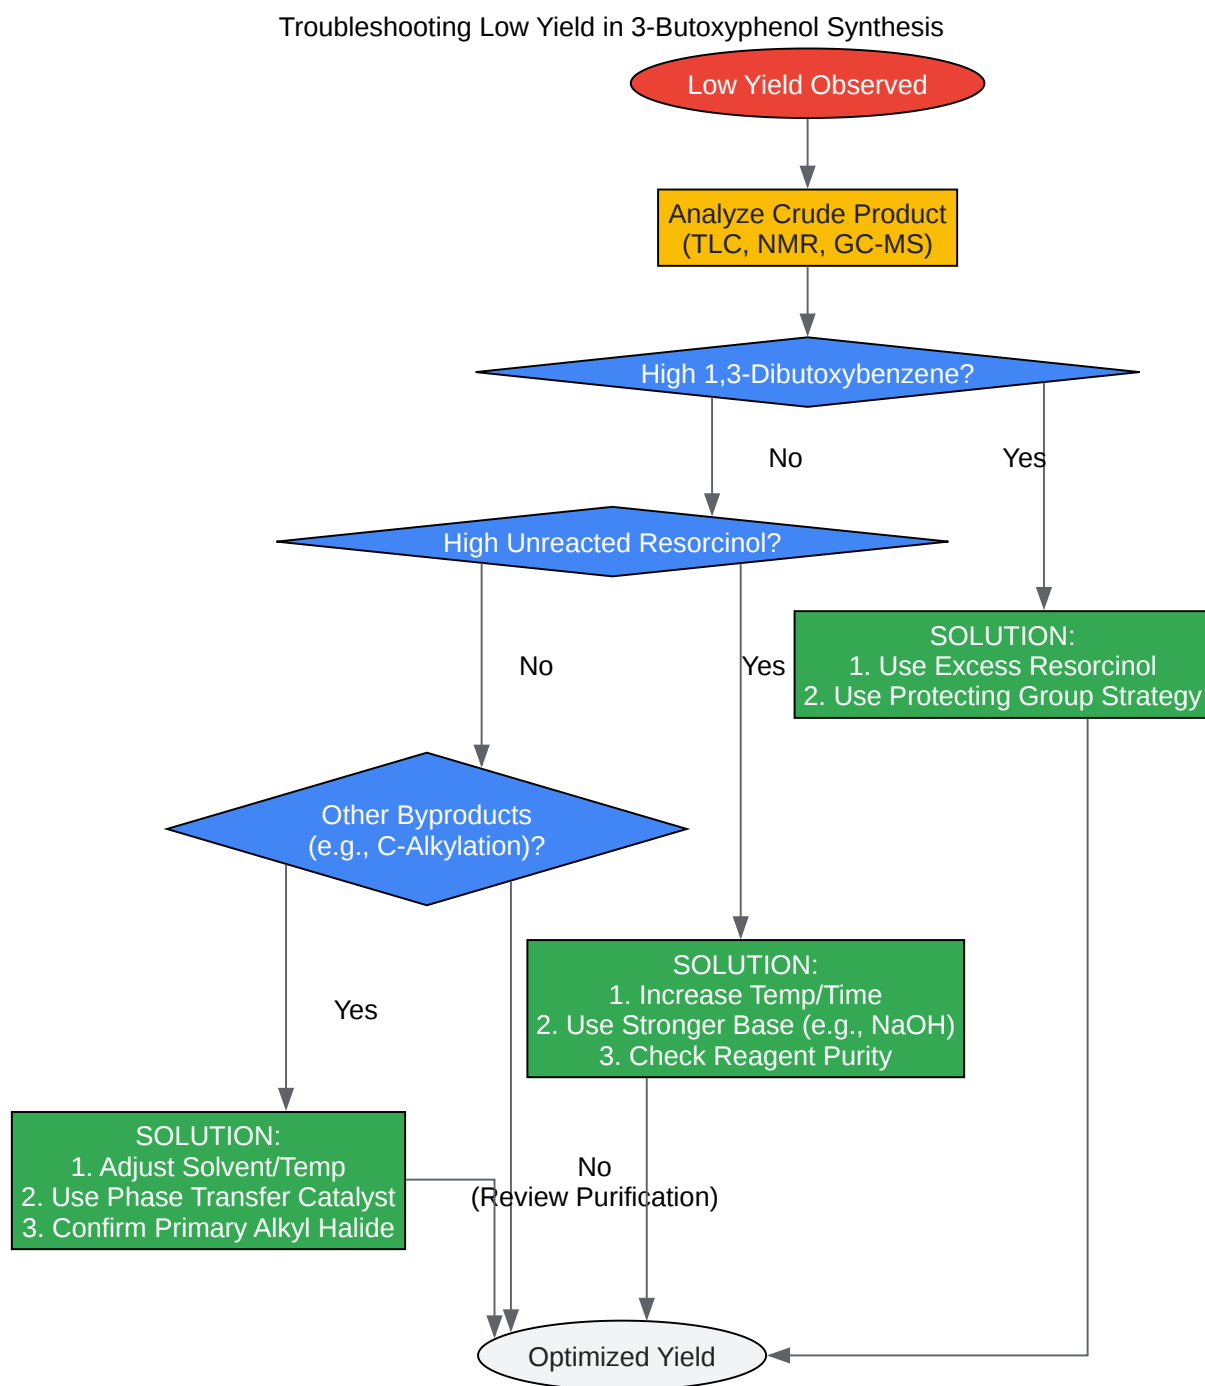 Troubleshooting Low Yield in 3-Butoxyphenol Synthesis
Low Yield Observed
Analyze Crude Product
(TLC, NMR, GC-MS)
High 1,3-Dibutoxybenzene?
No
Yes
High Unreacted Resorcinol?
SOLUTION:
1. Use Excess Resorcinol
2. Use Protecting Group Strategy
No
Yes
Other Byproducts
(e.g., C-Alkylation)?
SOLUTION:
1. Increase Temp/Time
2. Use Stronger Base (e.g., NaOH)
3. Check Reagent Purity
Yes
SOLUTION:
1. Adjust Solvent/Temp
2. Use Phase Transfer Catalyst
3. Confirm Primary Alkyl Halide
No
(Review Purification)
Optimized Yield